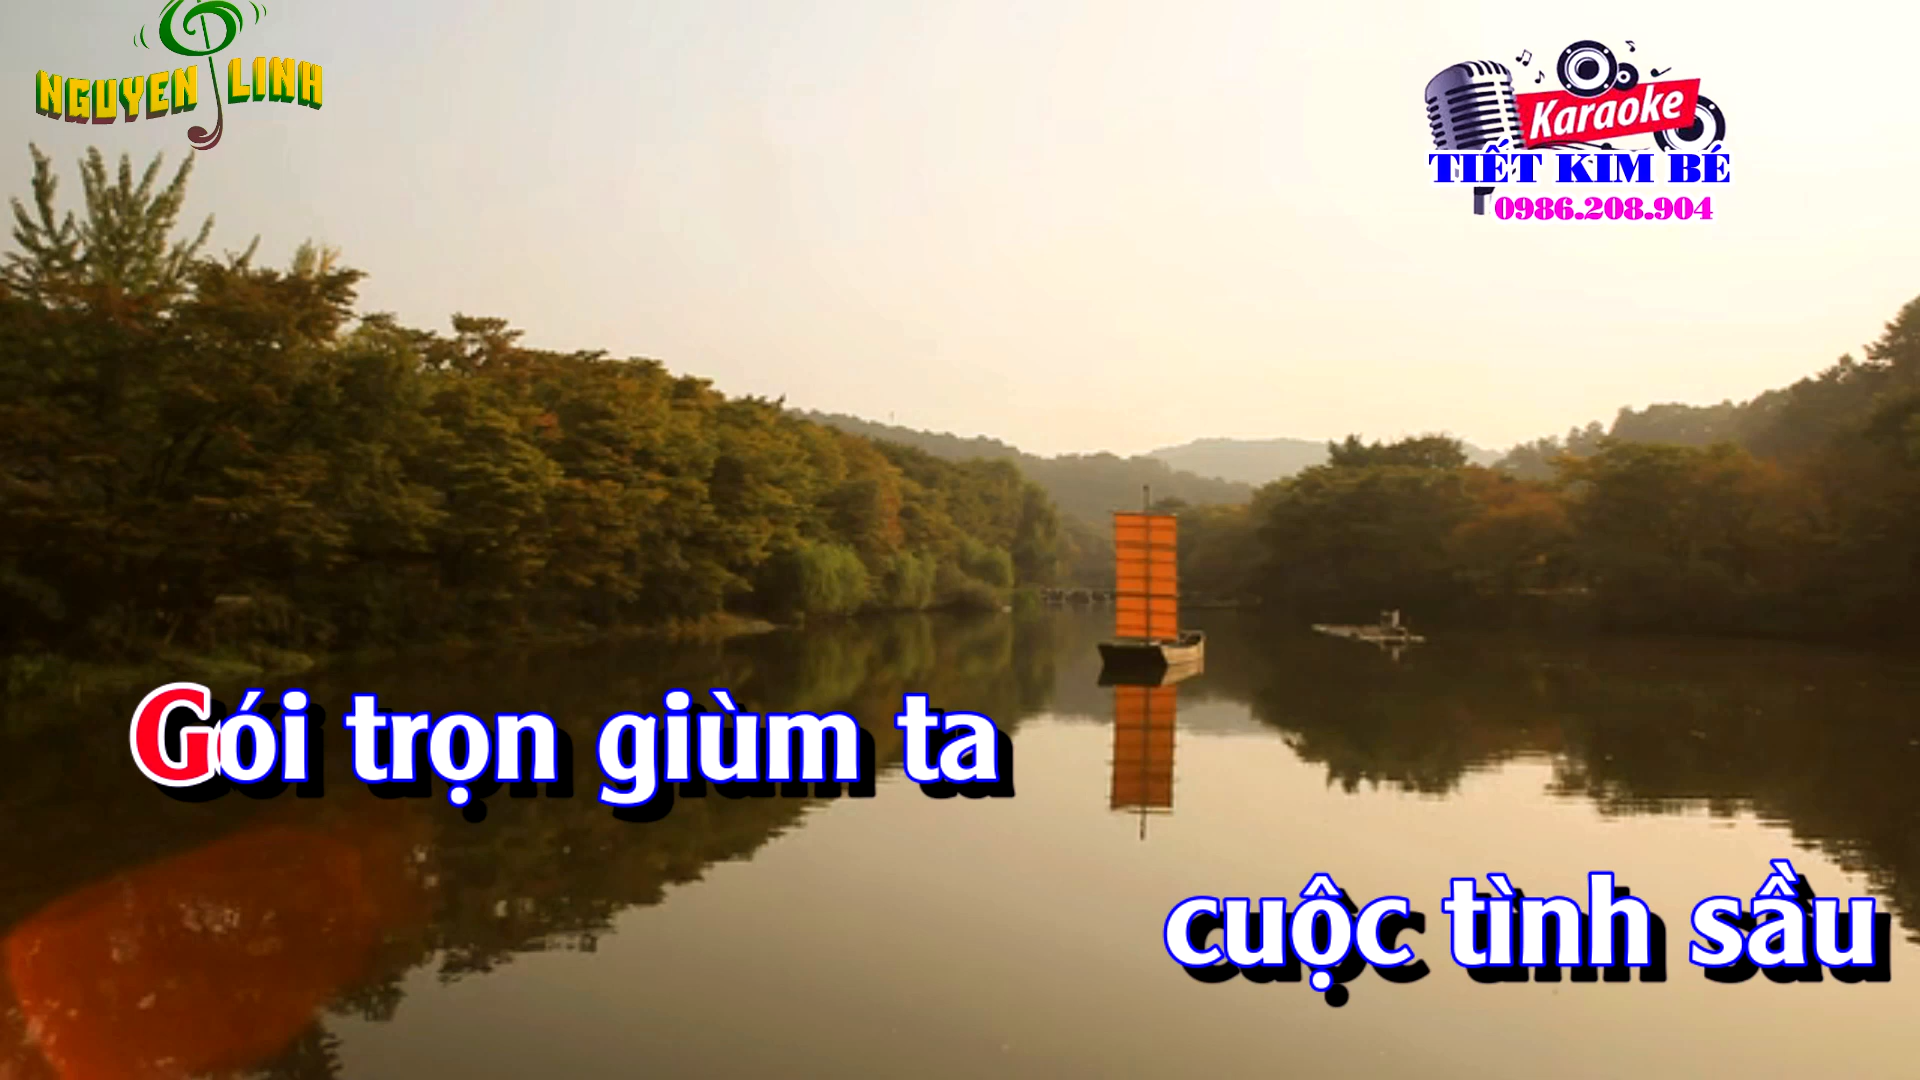 NGUYEN LINH
Karaoke
TIẾT KIM BÉ
0986.208.904
Gói trọn giùm ta
cuộc tình sầu